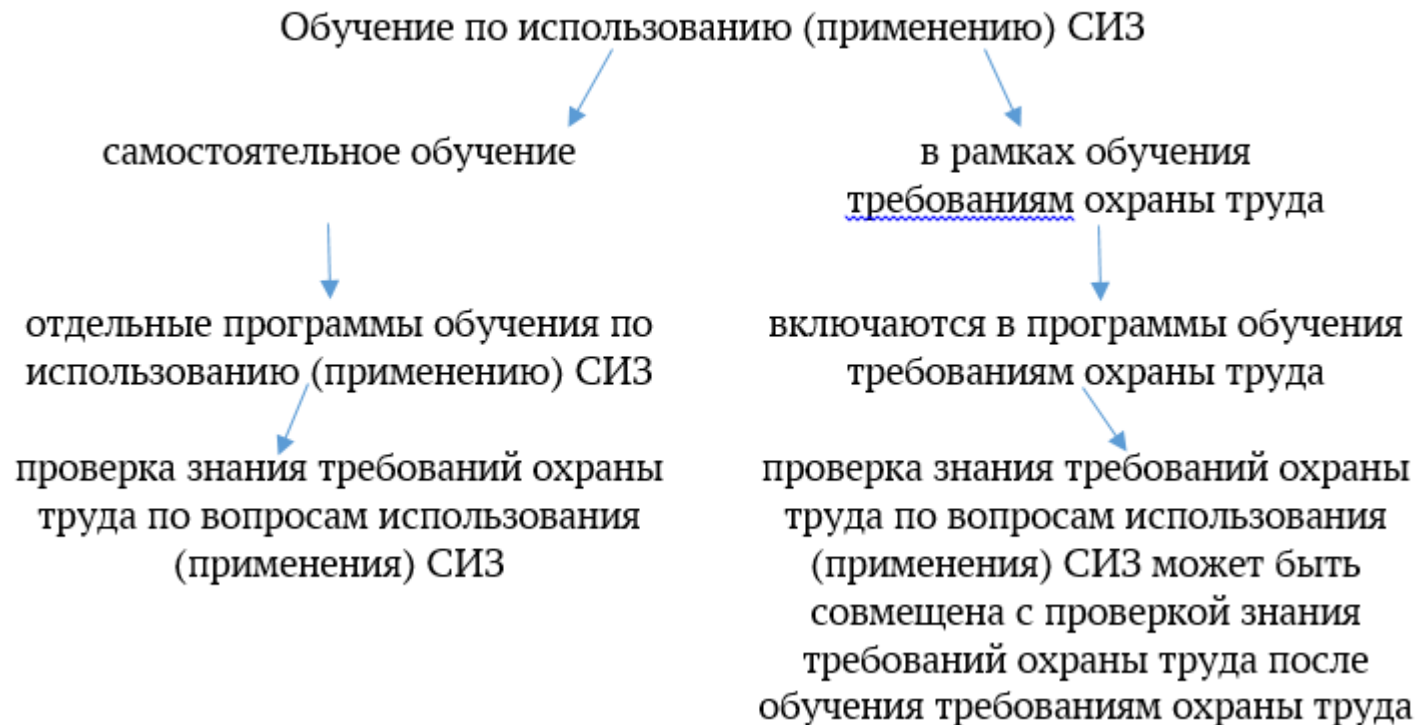 Обучение по использованию (применению) СИЗ
самостоятельное обучение
отдельные программы обучения по
использованию (применению) СИЗ
проверка знания требований охраны
труда по вопросам использования
(применения) СИЗ
в рамках обучения
требованиям охраны труда
включаются в программы обучения
требованиям охраны труда
проверка знания требований охраны
труда по вопросам использования
(применения) СИЗ может быть
совмещена с проверкой знания
требований охраны труда после
обучения требованиям охраны труда